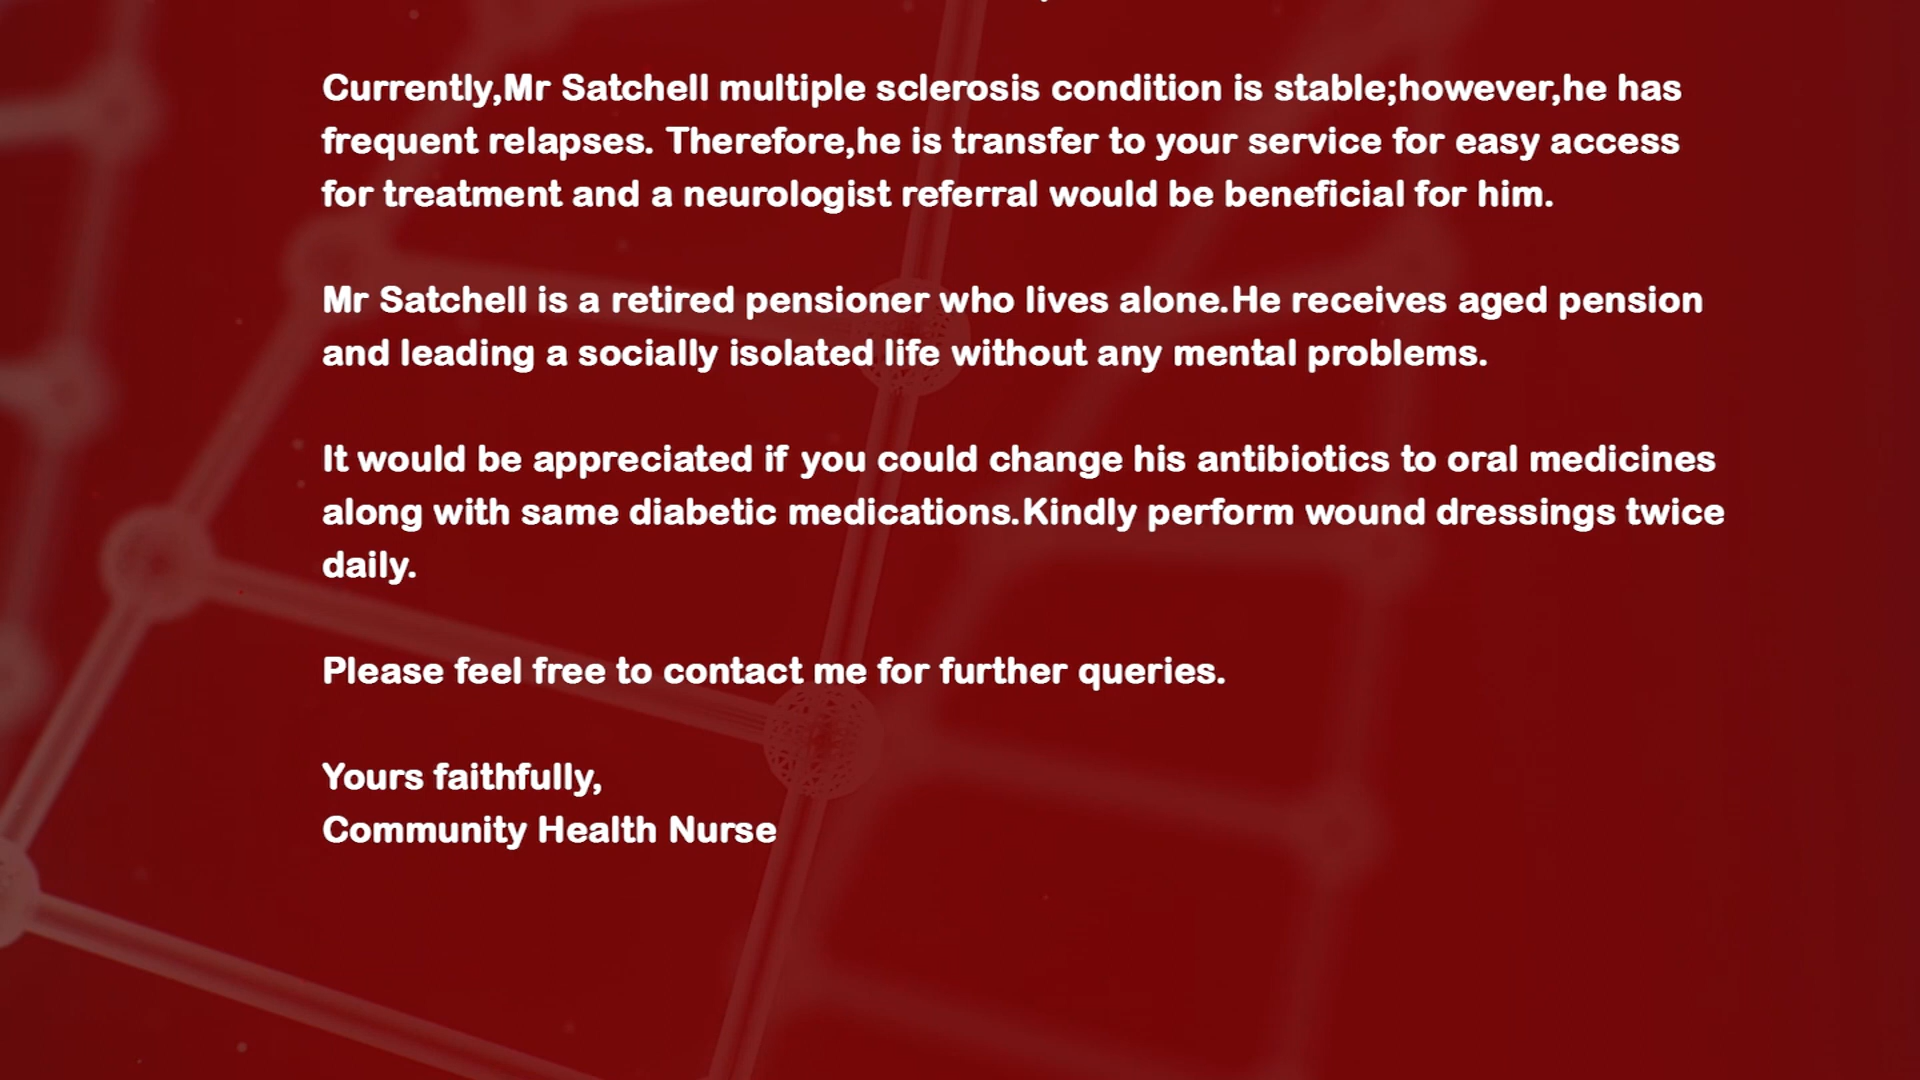 Currently,Mr Satchell multiple sclerosis condition is stable;however,he has
frequent relapses. Therefore,he is transfer to your service for easy access
for treatment and a neurologist referral would be beneficial for him.
Mr Satchell is a retired pensioner who lives alone.He receives aged pension
and leading a socially isolated life without any mental problems.
It would be appreciated if you could change his antibiotics to oral medicines
along with same diabetic medications.Kindly perform wound dressings twice
daily.
Please feel free to contact me for further queries.
Yours faithfully,
Community Health Nurse